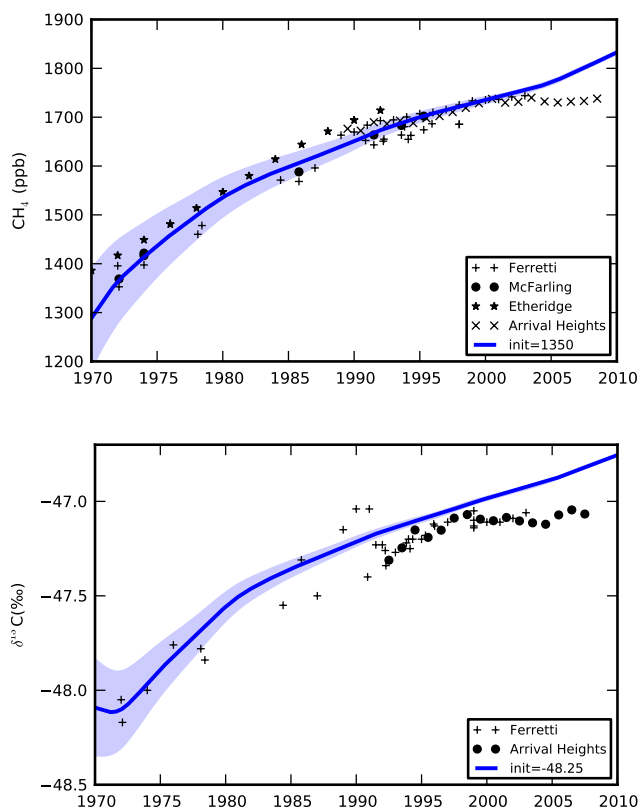 1900
1800
1700
1600
1500
1400
1300
1200
CH4 (ppb)
Ferretti
McFarling
Etheridge
Arrival Heights
init=1350
1970 1975 1980 1985 1990 1995 2000 2005 2010
−47.0
−47.5
−48.0
−48.5
δ¹³C(‰)
Ferretti
Arrival Heights
init=-48.25
1970 1975 1980 1985 1990 1995 2000 2005 2010